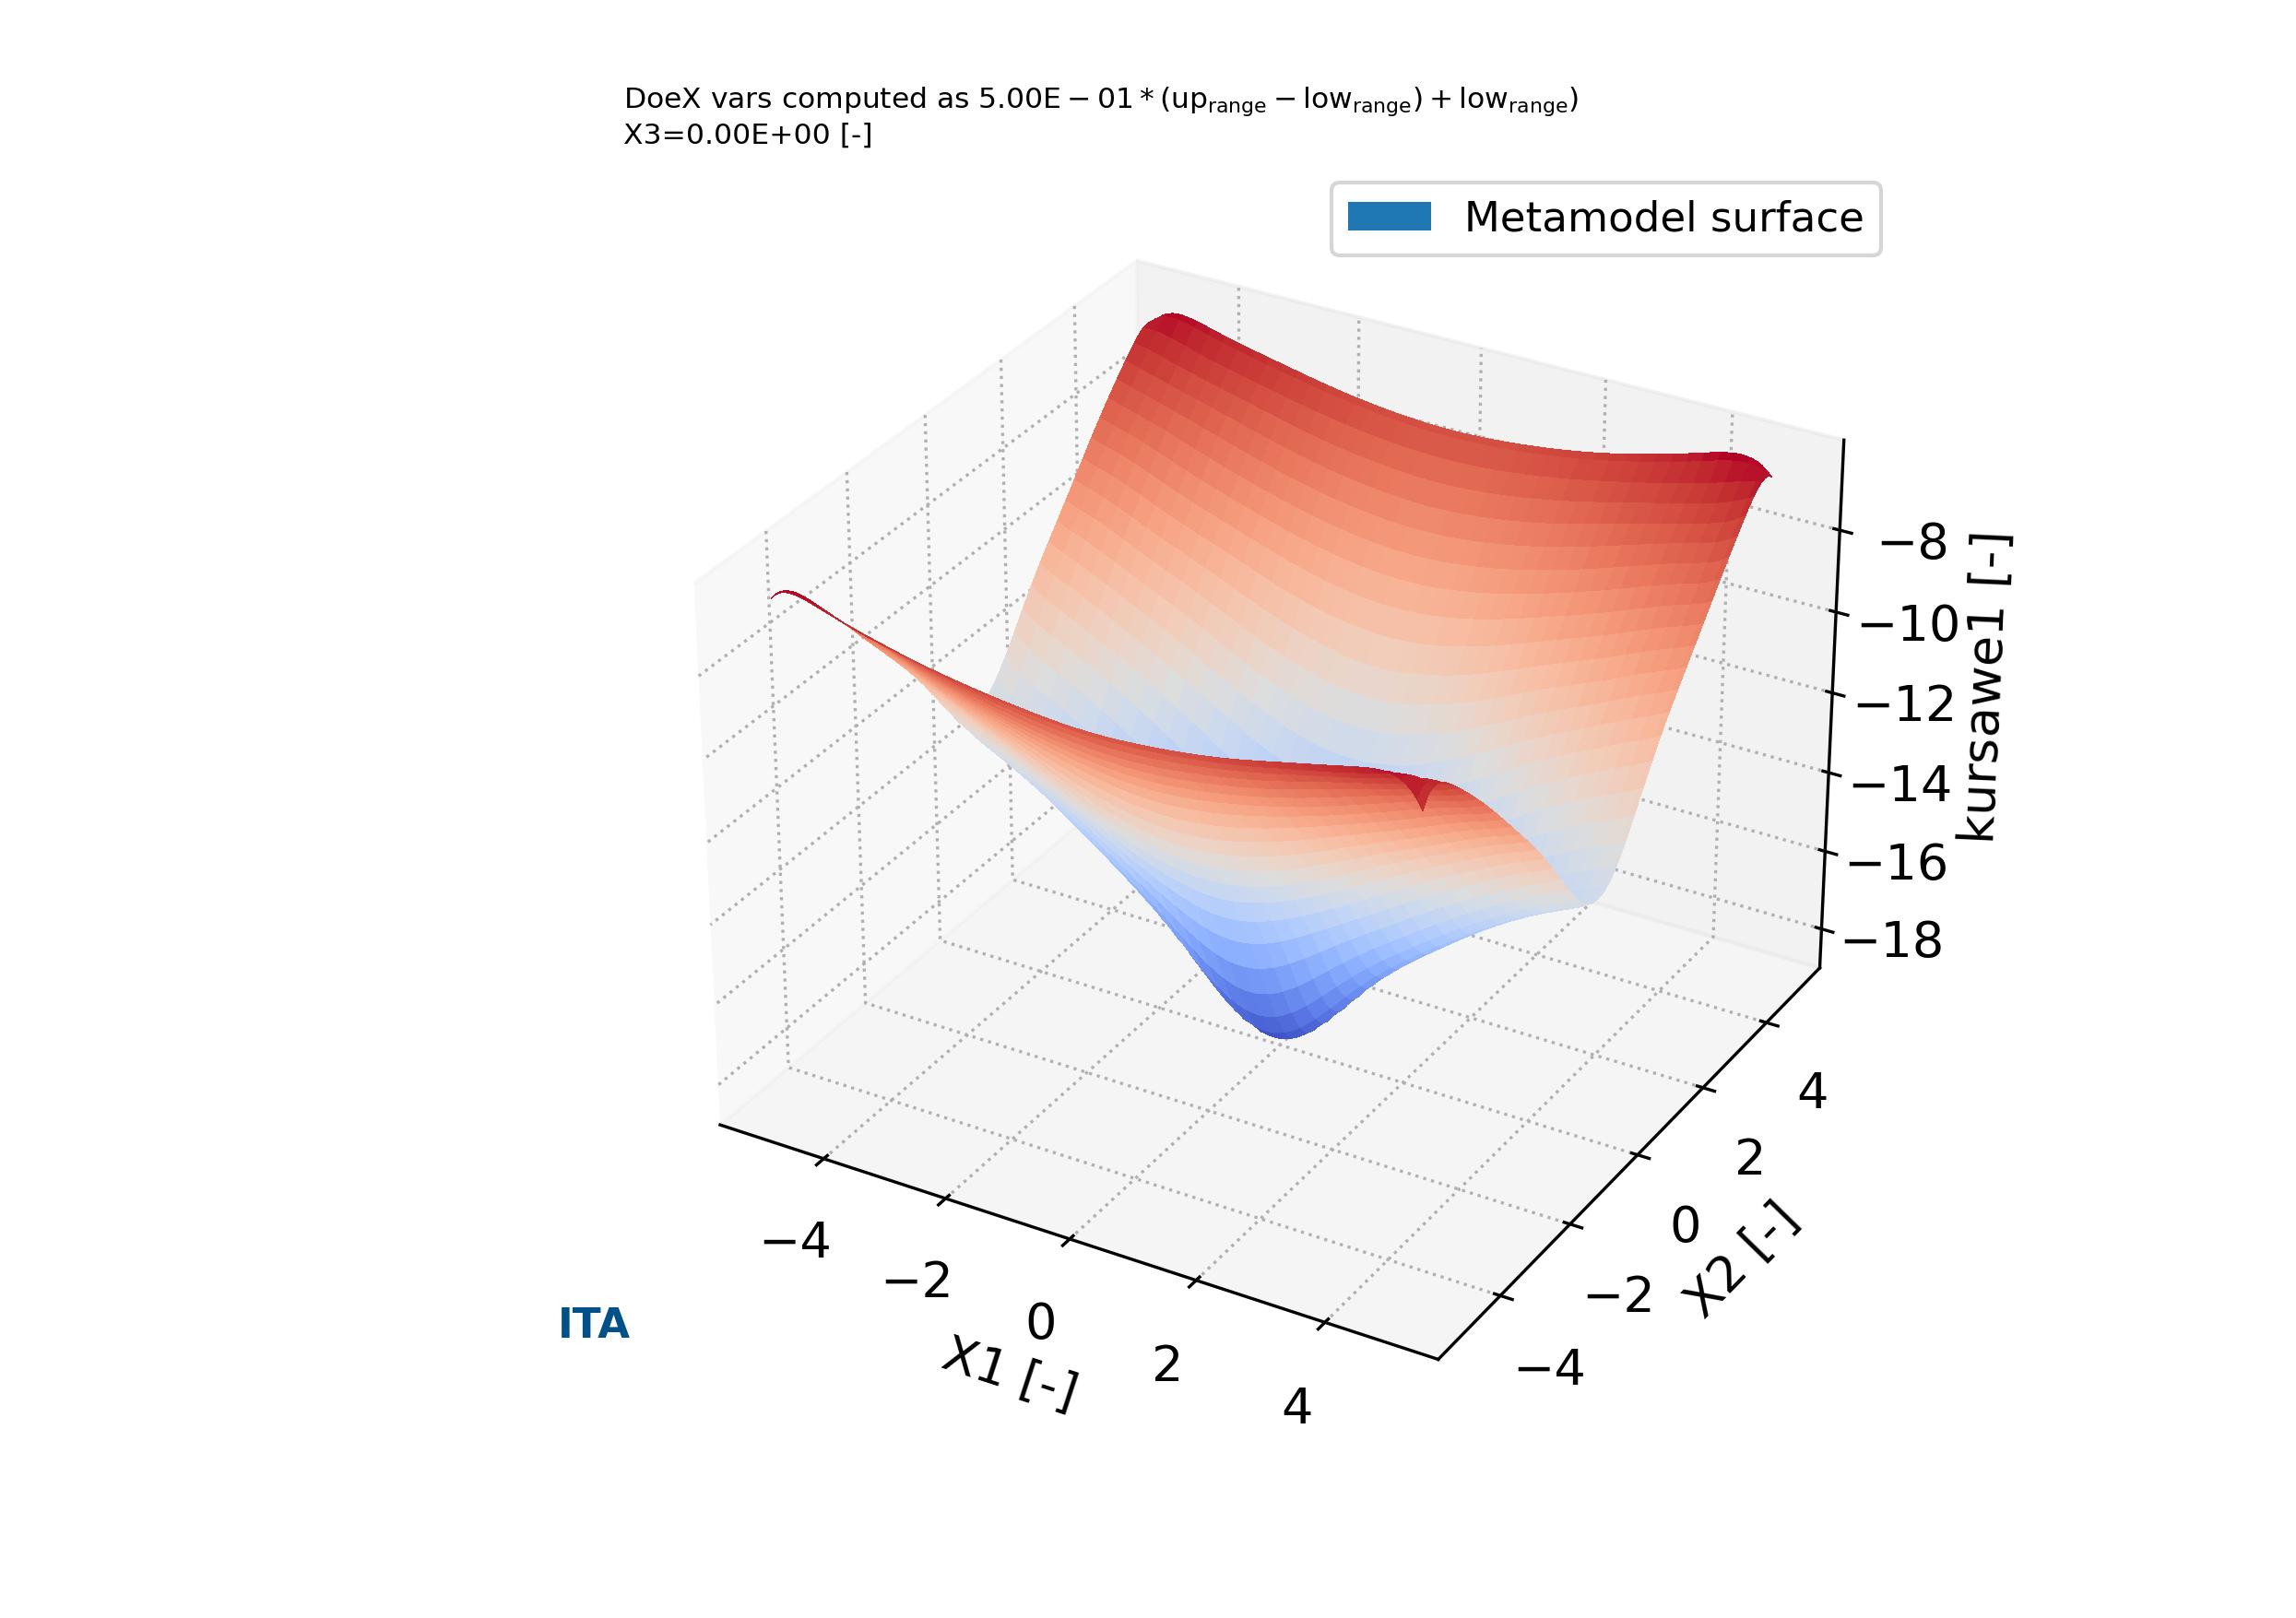 DoeX vars computed as 5.00E − 01 * (up_range − low_range) + low_range)
X3=0.00E+00 [-]
Metamodel surface
−8
−10
−12
−14
−16
−18
kursawe1 [-]
4
2
0
−2
−4
X2 [-]
−4
−2
0
2
4
X1 [-]
ITA